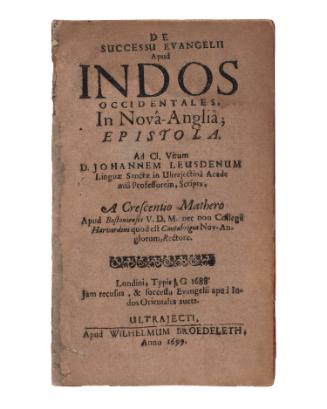 DE
SUCCESSU EVANGELII
Apud
INDOS
OCCIDENTALES,
In Novâ-Angliâ;
EPISTOLA.
Ad Cl. Virum
D. JOHANNEM LEUSDENUM
Linguæ Sanctæ in Ultrajectinâ Acade
miâ Professorem, Scripta,
A Crescentio Mathero
Apud Bostonienses V. D. M. nec non Collegii
Harvardini quod est Cantabrigiæ Nov-An-
glorum, Rectore.
Londini, Typis J. G 1688
Jam recusus, & successu Evangelii apud In-
dos Orientales aucta.
ULTRAJECTI,
Apud WILHELMUM BROEDELETH,
Anno 1699.